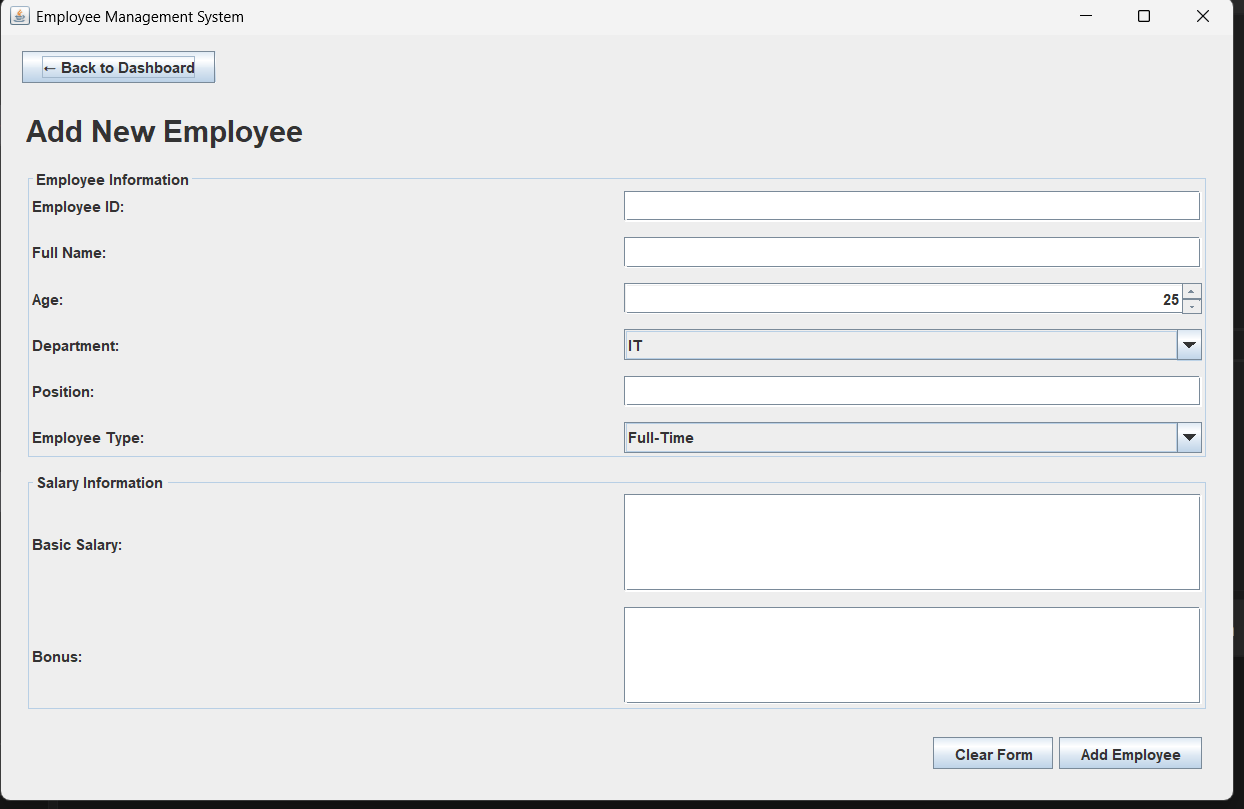 Employee Management System
← Back to Dashboard
Add New Employee
Employee Information
Employee ID:
Full Name:
Age: 25
Department: IT
Position:
Employee Type: Full-Time
Salary Information
Basic Salary:
Bonus:
Clear Form Add Employee